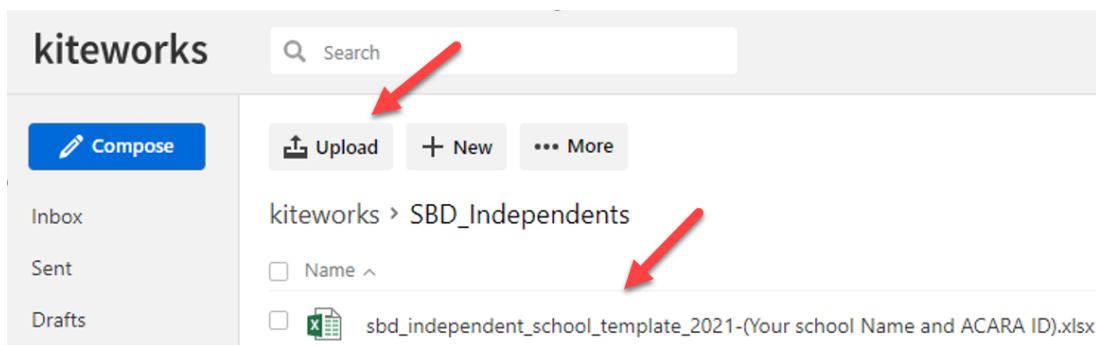 kiteworks
Search
Compose
Upload
New
More
Inbox
kiteworks > SBD_Independents
Sent
Name
Drafts
sbd_independent_school_template_2021-(Your school Name and ACARA ID).xlsx